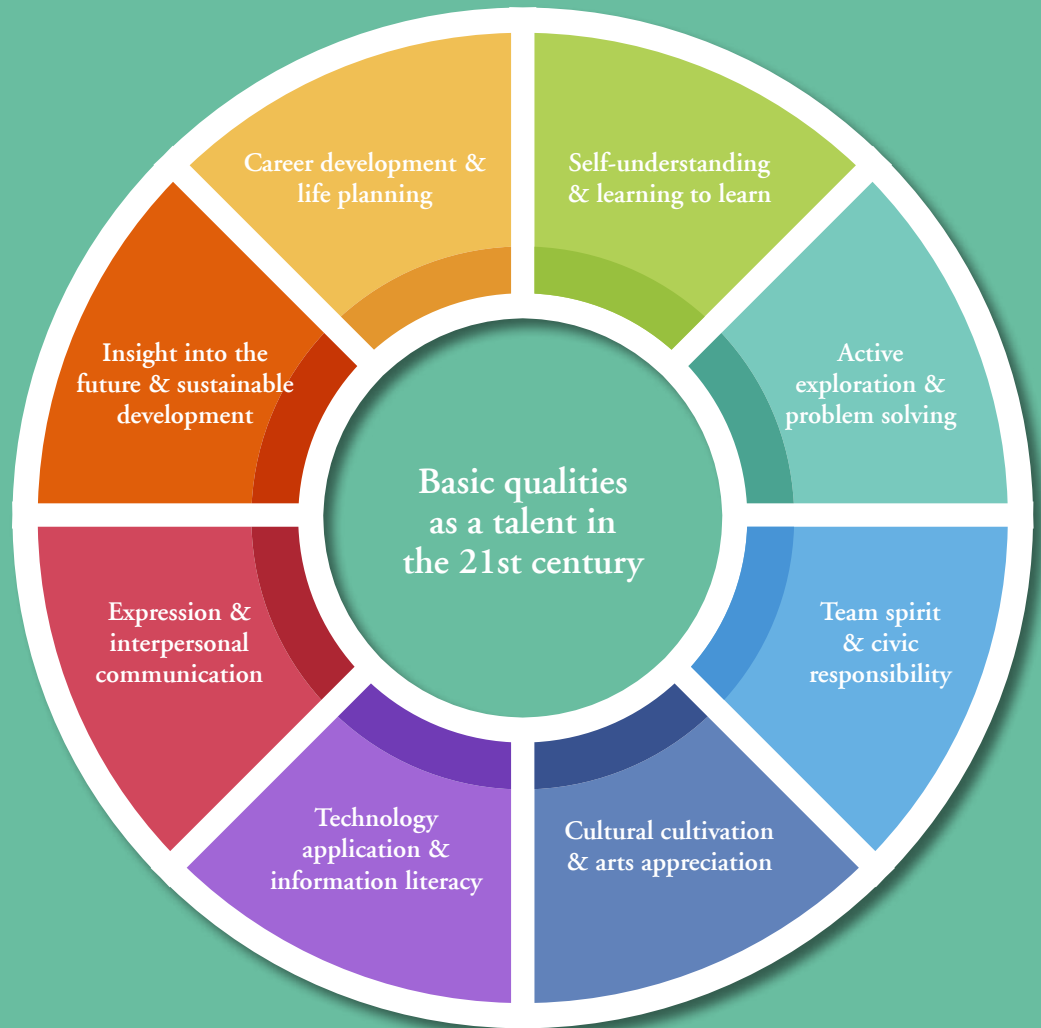 Career development &
life planning
Self-understanding
& learning to learn
Insight into the
future & sustainable
development
Active
exploration &
problem solving
Basic qualities
as a talent in
the 21st century
Expression &
interpersonal
communication
Team spirit
& civic
responsibility
Technology
application &
information literacy
Cultural cultivation
& arts appreciation